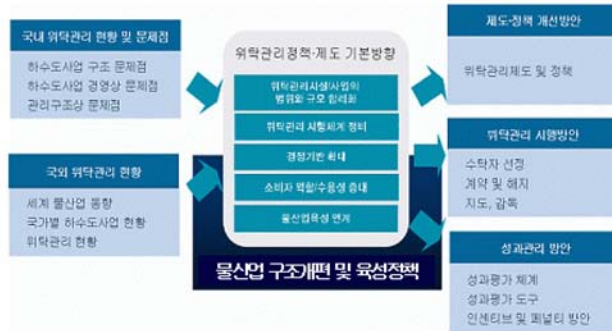 국내 위탁관리 현황 및 문제점
하수도사업 구조 문제점
하수도사업 경영상 문제점
관리구조상 문제점
국외 위탁관리 현황
세계 물산업 동향
국가별 하수도사업 현황
위탁관리 현황
위탁관리정책·제도 기본방향
위탁관리시설/사업의
범위와 규모 합리화
위탁관리 시행체계 정비
경쟁기반 확대
소비자 역할/수용성 증대
물산업육성 연계
물산업 구조개편 및 육성정책
제도·정책 개선방안
위탁관리제도 및 정책
위탁관리 시행방안
수탁자 선정
계약 및 해지
지도, 감독
성과관리 방안
성과평가 체계
성과평가 도구
인센티브 및 페널티 방안